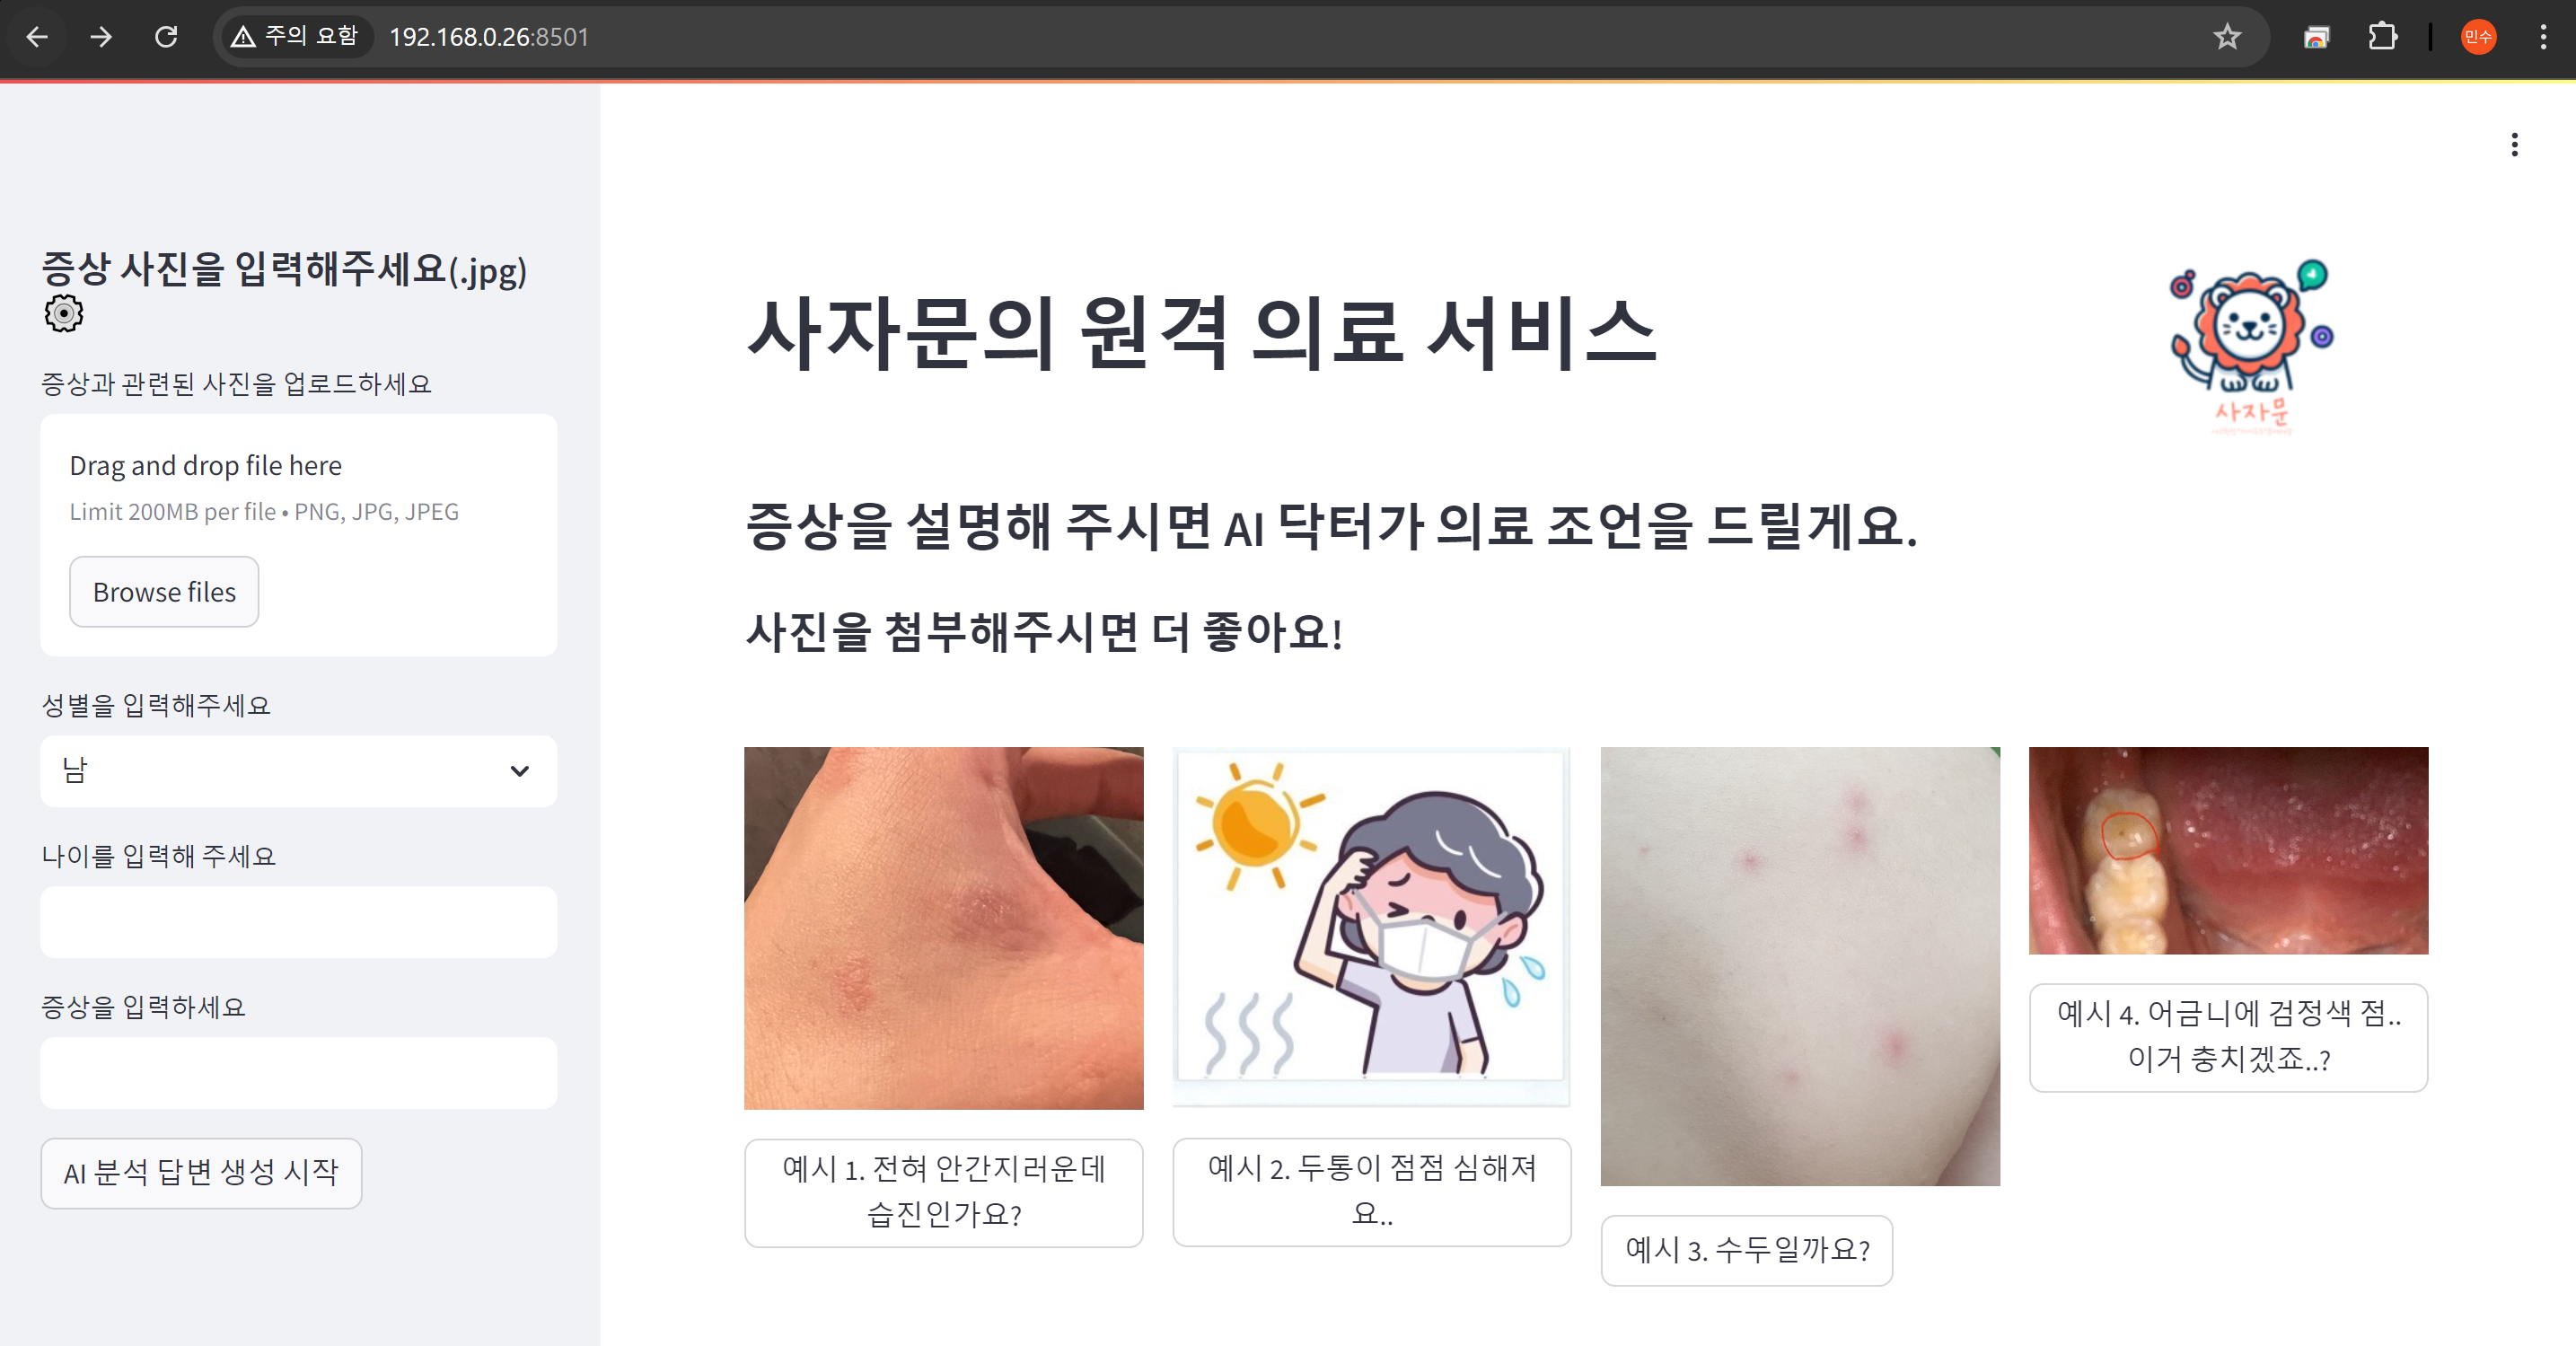 주의 요함
192.168.0.26:8501
민수
증상 사진을 입력해주세요(.jpg)
증상과 관련된 사진을 업로드하세요
Drag and drop file here
Limit 200MB per file • PNG, JPG, JPEG
Browse files
성별을 입력해주세요
남
나이를 입력해 주세요
증상을 입력하세요
AI 분석 답변 생성 시작
사자문의 원격 의료 서비스
사자문
증상을 설명해 주시면 AI 닥터가 의료 조언을 드릴게요.
사진을 첨부해주시면 더 좋아요!
예시 1. 전혀 안간지러운데
습진인가요?
예시 2. 두통이 점점 심해져
요..
예시 3. 수두일까요?
예시 4. 어금니에 검정색 점..
이거 충치겠죠..?